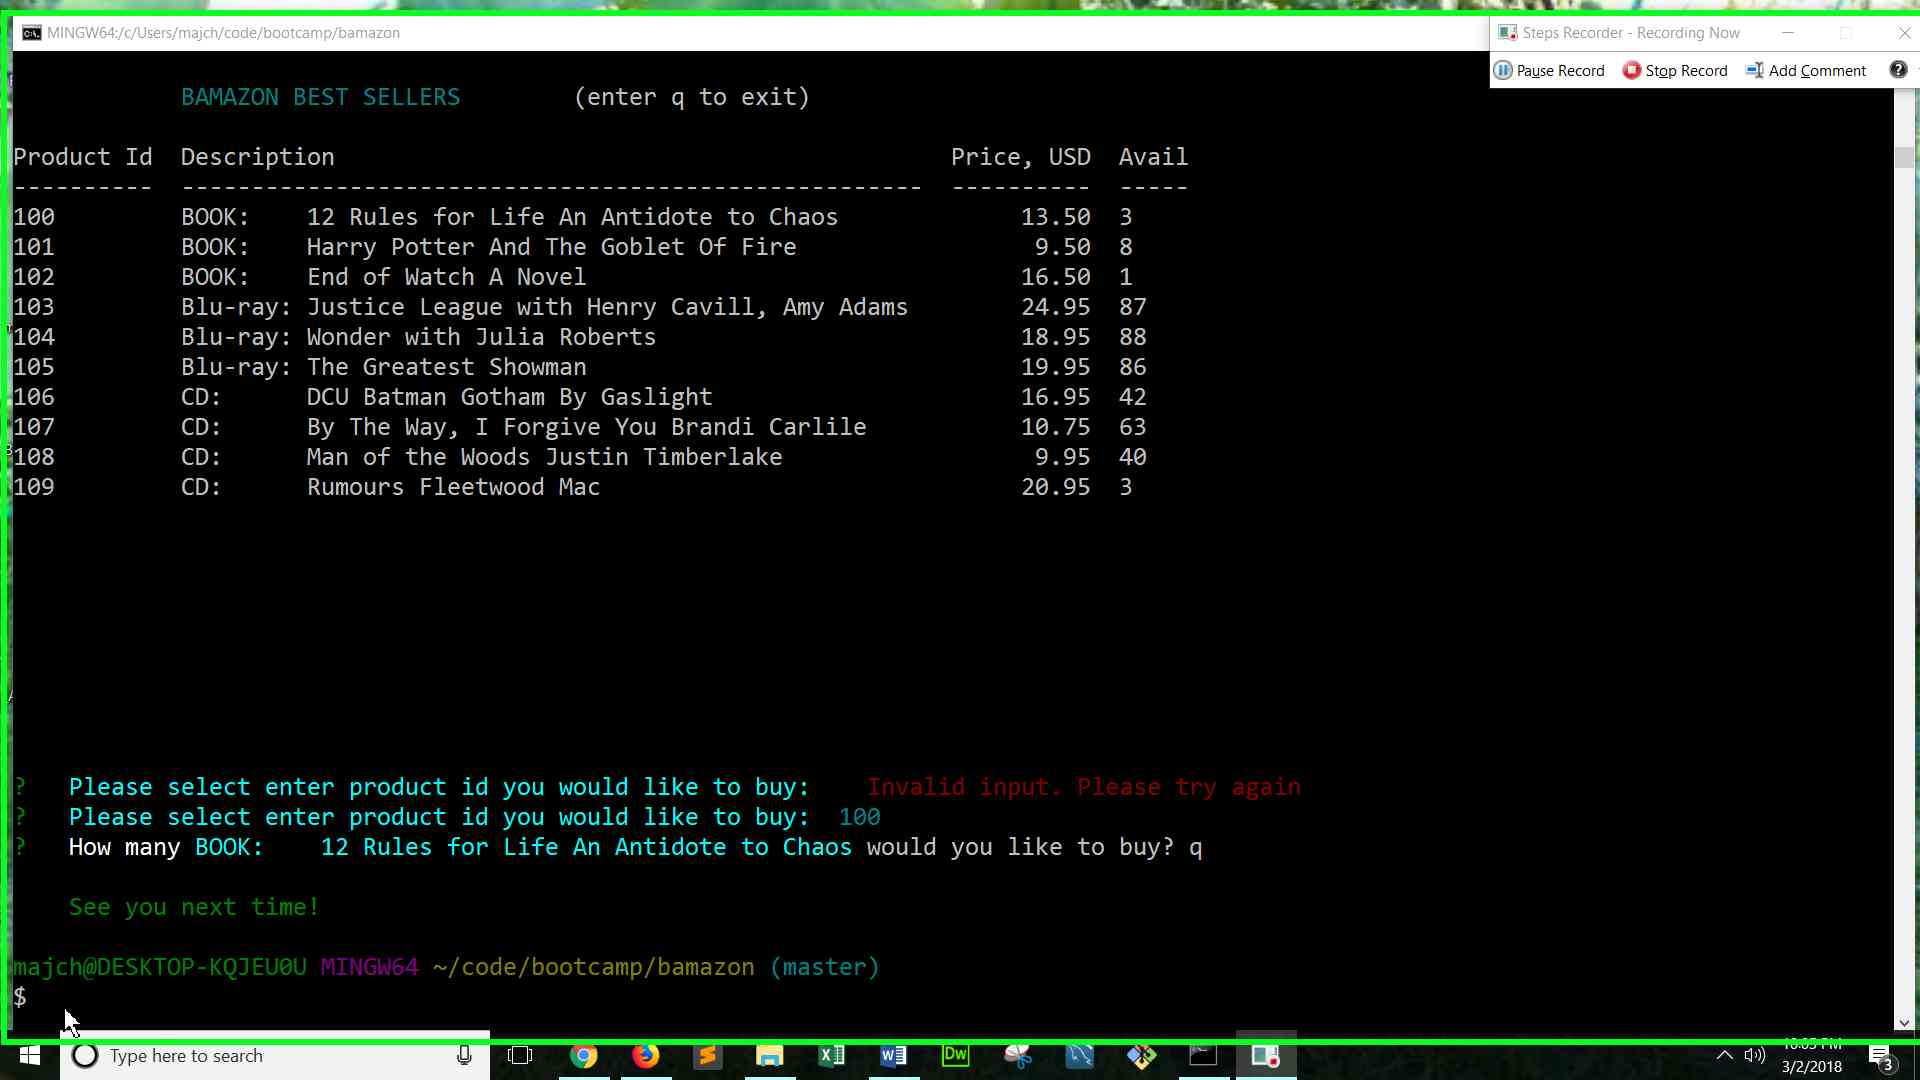 MINGW64:/c/Users/majch/code/bootcamp/bamazon
Steps Recorder - Recording Now
Pause Record Stop Record Add Comment
BAMAZON BEST SELLERS (enter q to exit)
Product Id Description Price, USD Avail
---------- ----------------------------------------------------- ---------- -----
100 BOOK: 12 Rules for Life An Antidote to Chaos 13.50 3
101 BOOK: Harry Potter And The Goblet Of Fire 9.50 8
102 BOOK: End of Watch A Novel 16.50 1
103 Blu-ray: Justice League with Henry Cavill, Amy Adams 24.95 87
104 Blu-ray: Wonder with Julia Roberts 18.95 88
105 Blu-ray: The Greatest Showman 19.95 86
106 CD: DCU Batman Gotham By Gaslight 16.95 42
107 CD: By The Way, I Forgive You Brandi Carlile 10.75 63
108 CD: Man of the Woods Justin Timberlake 9.95 40
109 CD: Rumours Fleetwood Mac 20.95 3
? Please select enter product id you would like to buy: Invalid input. Please try again
? Please select enter product id you would like to buy: 100
? How many BOOK: 12 Rules for Life An Antidote to Chaos would you like to buy? q
See you next time!
majch@DESKTOP-KQJEU0U MINGW64 ~/code/bootcamp/bamazon (master)
$
Type here to search
Dw
3/2/2018
3